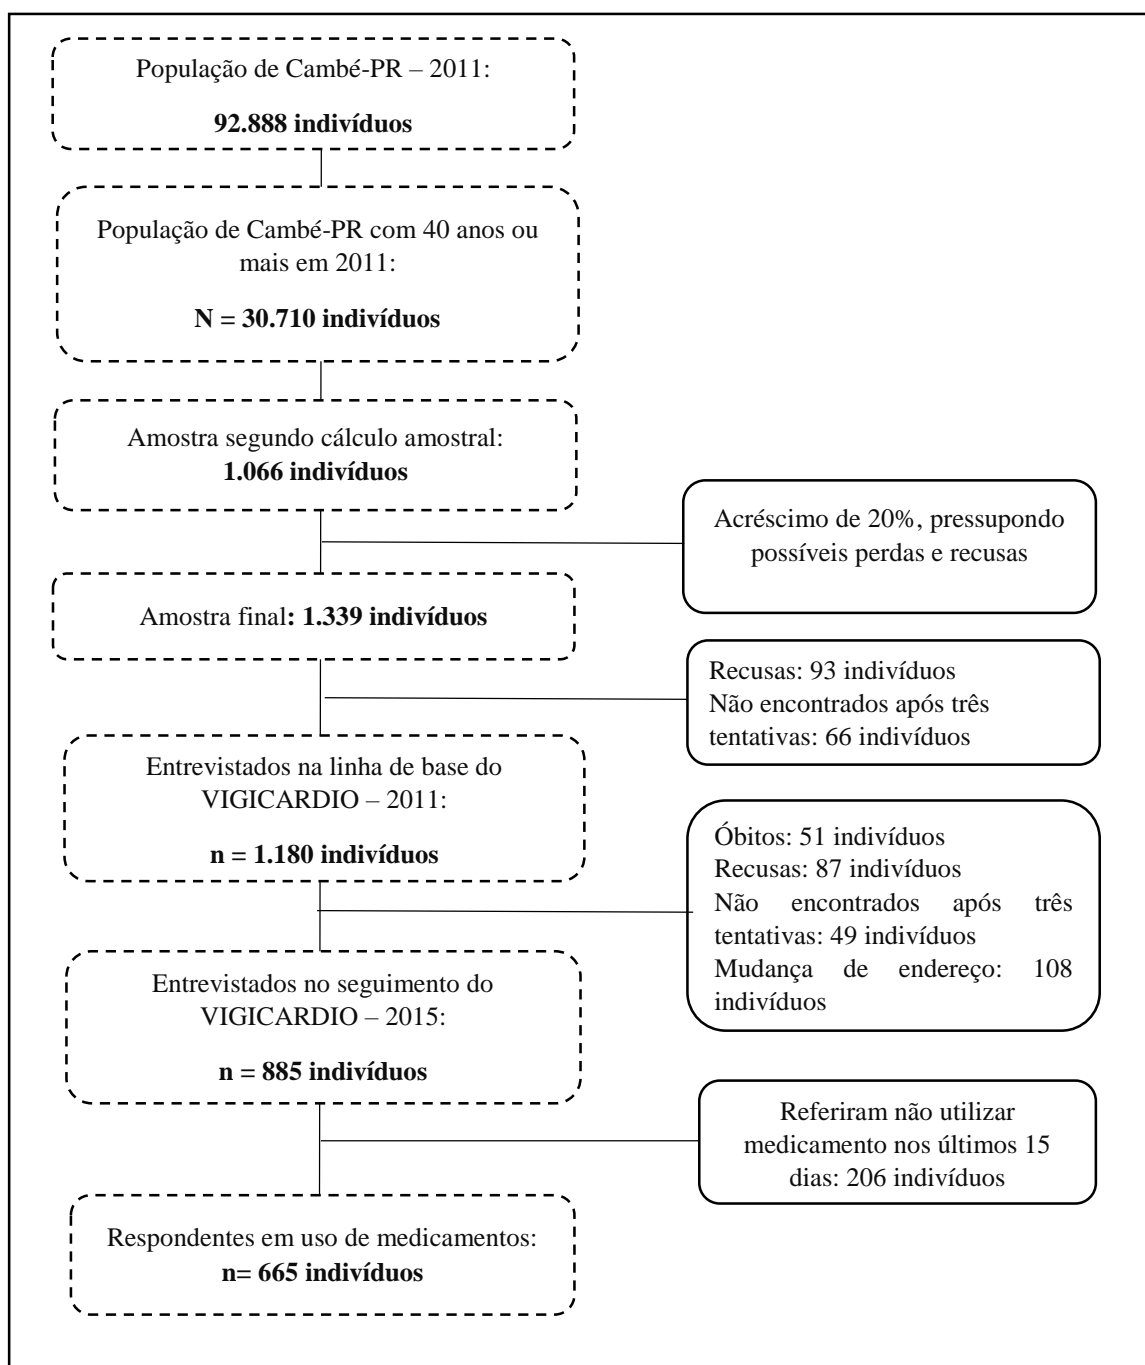 População de Cambé-PR – 2011:
92.888 indivíduos
População de Cambé-PR com 40 anos ou
mais em 2011:
N = 30.710 indivíduos
Amostra segundo cálculo amostral:
1.066 indivíduos
Acréscimo de 20%, pressupondo
possíveis perdas e recusas
Amostra final: 1.339 indivíduos
Recusas: 93 indivíduos
Não encontrados após três
tentativas: 66 indivíduos
Entrevistados na linha de base do
VIGICARDIO – 2011:
n = 1.180 indivíduos
Óbitos: 51 indivíduos
Recusas: 87 indivíduos
Não encontrados após três
tentativas: 49 indivíduos
Mudança de endereço: 108
indivíduos
Entrevistados no seguimento do
VIGICARDIO – 2015:
n = 885 indivíduos
Referiram não utilizar
medicamento nos últimos 15
dias: 206 indivíduos
Respondentes em uso de medicamentos:
n= 665 indivíduos